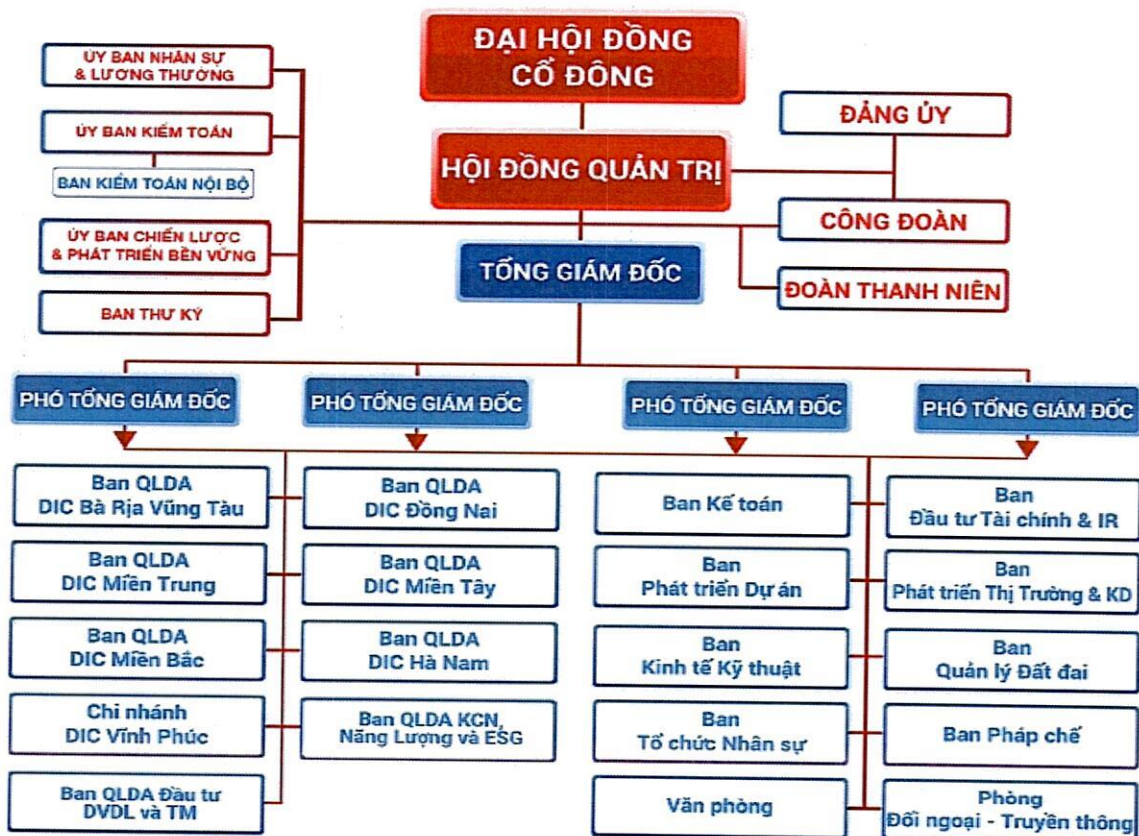 ĐẠI HỘI ĐỒNG
CỔ ĐÔNG
ỦY BAN NHÂN SỰ
& LƯƠNG THƯỞNG
ỦY BAN KIỂM TOÁN
BAN KIỂM TOÁN NỘI BỘ
ỦY BAN CHIẾN LƯỢC
& PHÁT TRIỂN BỀN VỮNG
BAN THƯ KÝ
HỘI ĐỒNG QUẢN TRỊ
ĐẢNG ỦY
CÔNG ĐOÀN
ĐOÀN THANH NIÊN
TỔNG GIÁM ĐỐC
PHÓ TỔNG GIÁM ĐỐC
PHÓ TỔNG GIÁM ĐỐC
PHÓ TỔNG GIÁM ĐỐC
PHÓ TỔNG GIÁM ĐỐC
Ban QLDA
DIC Bà Rịa Vũng Tàu
Ban QLDA
DIC Miền Trung
Ban QLDA
DIC Miền Bắc
Chi nhánh
DIC Vĩnh Phúc
Ban QLDA Đầu tư
DVDL và TM
Ban QLDA
DIC Đồng Nai
Ban QLDA
DIC Miền Tây
Ban QLDA
DIC Hà Nam
Ban QLDA KCN,
Năng Lượng và ESG
Ban Kế toán
Ban
Phát triển Dự án
Ban
Kinh tế Kỹ thuật
Ban
Tổ chức Nhân sự
Văn phòng
Ban
Đầu tư Tài chính & IR
Ban
Phát triển Thị Trường & KD
Ban
Quản lý Đất đai
Ban Pháp chế
Phòng
Đối ngoại - Truyền thông